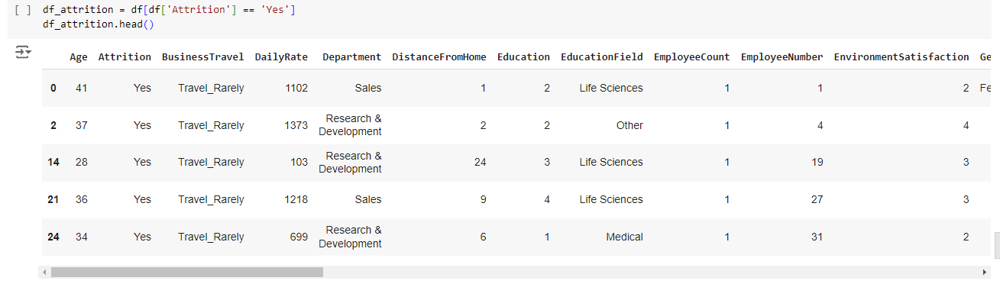 [ ] df_attrition = df[df['Attrition'] == 'Yes']
df_attrition.head()
Age Attrition BusinessTravel DailyRate Department DistanceFromHome Education EducationField EmployeeCount EmployeeNumber EnvironmentSatisfaction Ge
0 41 Yes Travel_Rarely 1102 Sales 1 2 Life Sciences 1 1 2 Fe
2 37 Yes Travel_Rarely 1373 Research & Development 2 2 Other 1 4 4
14 28 Yes Travel_Rarely 103 Research & Development 24 3 Life Sciences 1 19 3
21 36 Yes Travel_Rarely 1218 Sales 9 4 Life Sciences 1 27 3
24 34 Yes Travel_Rarely 699 Research & Development 6 1 Medical 1 31 2